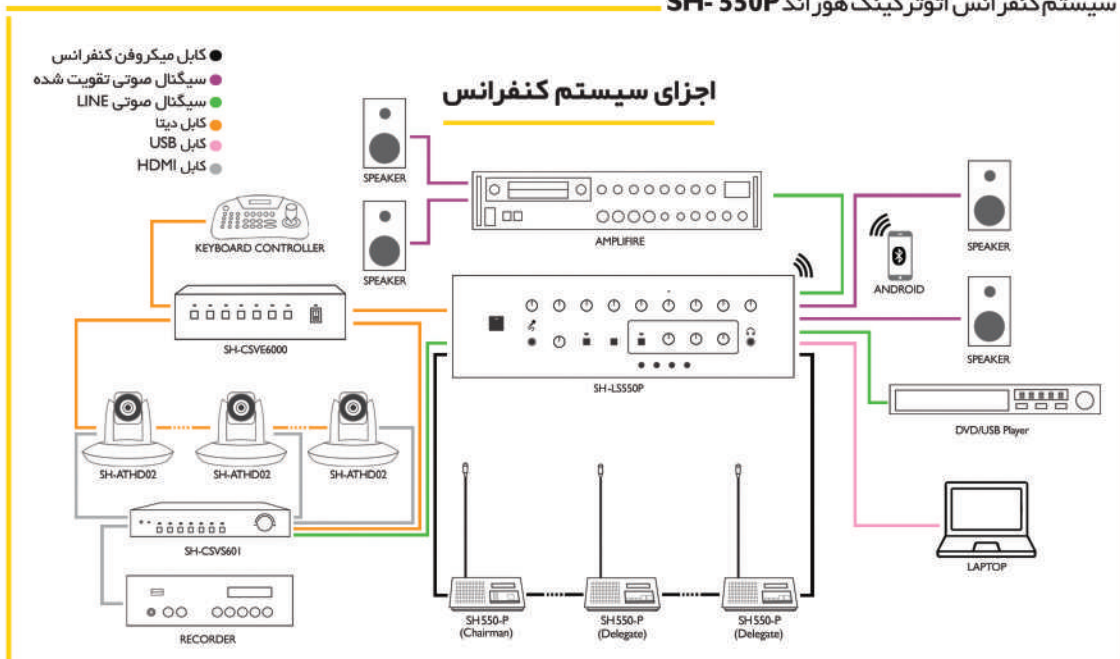 سیستم کنفرانس اتوترکینگ هوراند SH- 550P
کابل میکروفن کنفرانس
سیگنال صوتی تقویت شده
سیگنال صوتی LINE
کابل دیتا
کابل USB
کابل HDMI
اجزای سیستم کنفرانس
SPEAKER
SPEAKER
AMPLIFIRE
SPEAKER
ANDROID
SPEAKER
KEYBOARD CONTROLLER
SH-CSVE6000
SH-LS550P
DVD/USB Player
SH-ATHD02
SH-ATHD02
SH-ATHD02
SH-CSVS601
LAPTOP
RECORDER
SH550-P
(Chairman)
SH550-P
(Delegate)
SH550-P
(Delegate)